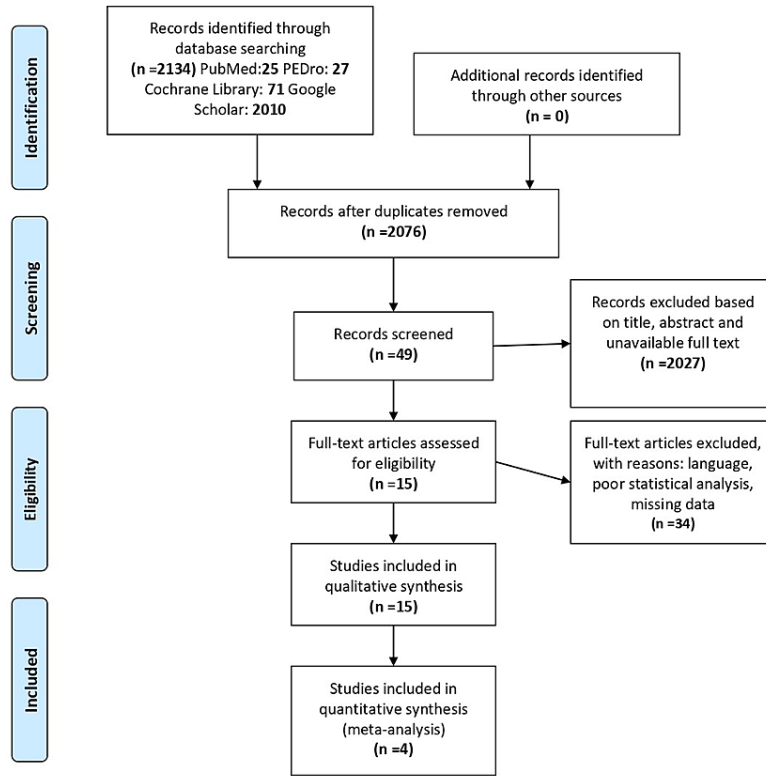 Identification
Records identified through
database searching
(n =2134) PubMed:25 PEDro: 27
Cochrane Library: 71 Google
Scholar: 2010
Additional records identified
through other sources
(n = 0)
Records after duplicates removed
(n =2076)
Screening
Records screened
(n =49)
Records excluded based
on title, abstract and
unavailable full text
(n =2027)
Eligibility
Full-text articles assessed
for eligibility
(n =15)
Full-text articles excluded,
with reasons: language,
poor statistical analysis,
missing data
(n =34)
Studies included in
qualitative synthesis
(n =15)
Included
Studies included in
quantitative synthesis
(meta-analysis)
(n =4)